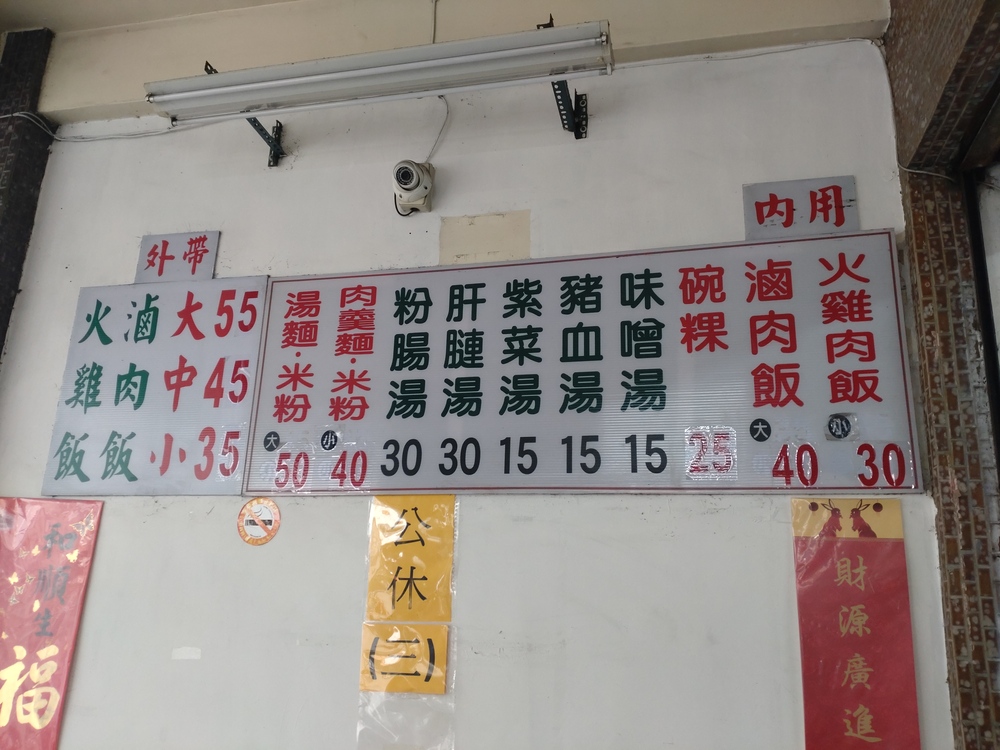 內用
火雞肉飯
滷肉飯
小 30
大 40
碗粿
25
味噌湯
15
豬血湯
15
紫菜湯
15
肝腱湯
30
粉腸湯
30
肉羹麵·米粉
小 40
湯麵·米粉
大 50
外帶
火雞肉飯
滷肉飯
大55
中45
小35
公休
(三)
財源廣進
和順生
福